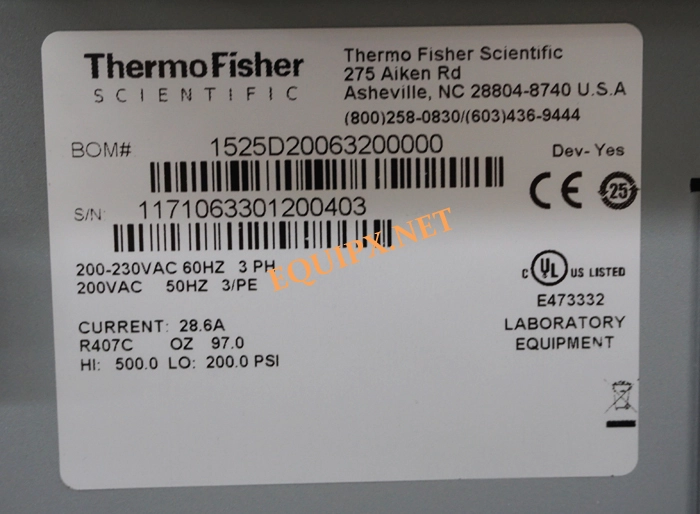 ThermoFisher
SCIENTIFIC
Thermo Fisher Scientific
275 Aiken Rd
Asheville, NC 28804-8740 U.S.A
(800)258-0830/(603)436-9444
BOM# 1525D20063200000
Dev- Yes
CE 25
S/N: 1171063301200403
EQUIPX.NET
200-230VAC 60HZ 3 PH
200VAC 50HZ 3/PE
C UL US LISTED
E473332
CURRENT: 28.6A
R407C OZ 97.0
HI: 500.0 LO: 200.0 PSI
LABORATORY
EQUIPMENT